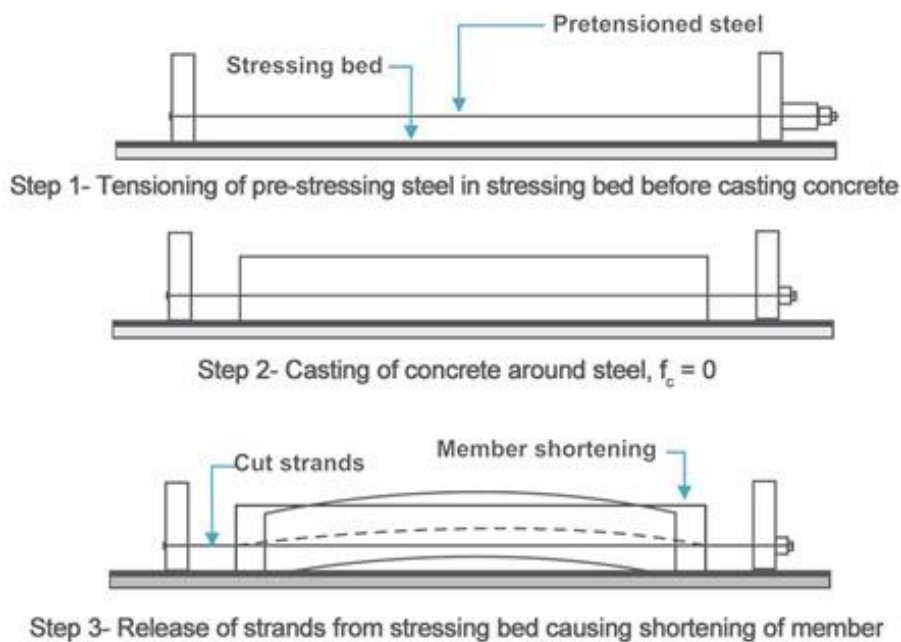 Pretensioned steel
Stressing bed
Step 1- Tensioning of pre-stressing steel in stressing bed before casting concrete
Step 2- Casting of concrete around steel, f_c = 0
Member shortening
Cut strands
Step 3- Release of strands from stressing bed causing shortening of member